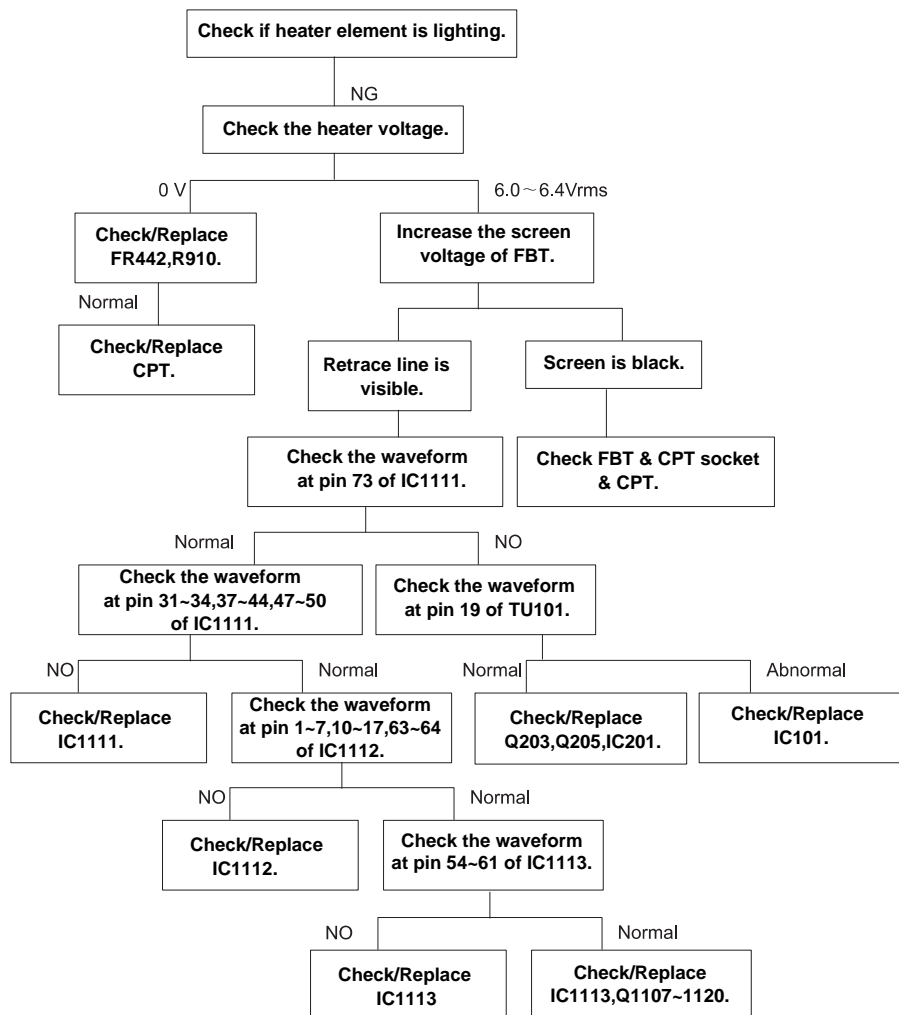 Check if heater element is lighting.
NG
Check the heater voltage.
0 V
6.0～6.4Vrms
Check/Replace
FR442,R910.
Increase the screen
voltage of FBT.
Normal
Check/Replace
CPT.
Retrace line is
visible.
Screen is black.
Check the waveform
at pin 73 of IC1111.
Check FBT & CPT socket
& CPT.
Normal
NO
Check the waveform
at pin 31~34,37~44,47~50
of IC1111.
Check the waveform
at pin 19 of TU101.
NO
Normal
Normal
Abnormal
Check/Replace
IC1111.
Check the waveform
at pin 1~7,10~17,63~64
of IC1112.
Check/Replace
Q203,Q205,IC201.
Check/Replace
IC101.
NO
Normal
Check/Replace
IC1112.
Check the waveform
at pin 54~61 of IC1113.
NO
Normal
Check/Replace
IC1113
Check/Replace
IC1113,Q1107~1120.